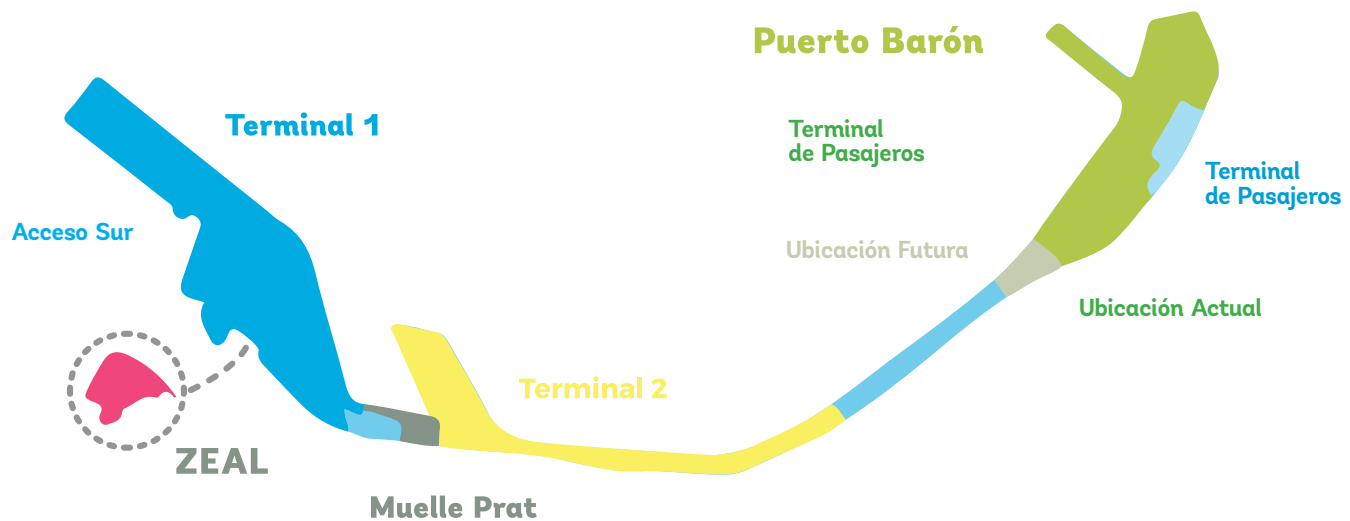 Puerto Barón
Terminal 1
Terminal
de Pasajeros
Terminal
de Pasajeros
Acceso Sur
Ubicación Futura
Ubicación Actual
Terminal 2
ZEAL
Muelle Prat